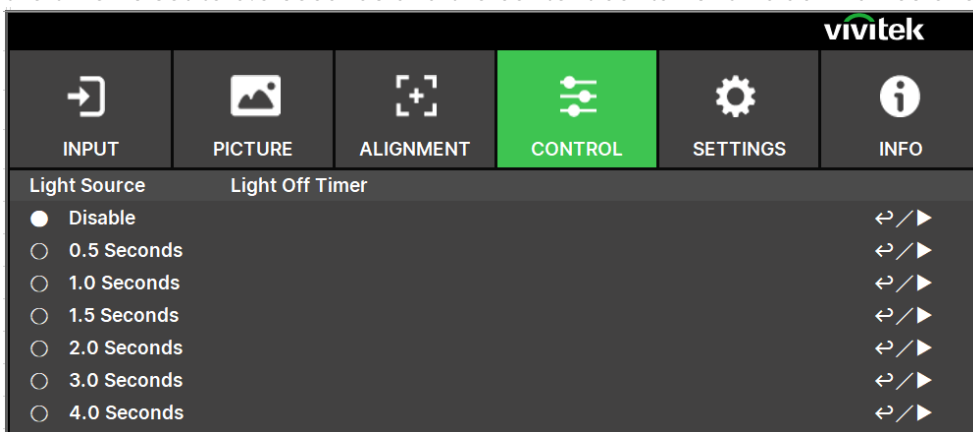 vivitek
INPUT PICTURE ALIGNMENT CONTROL SETTINGS INFO
Light Source Light Off Timer
Disable
0.5 Seconds
1.0 Seconds
1.5 Seconds
2.0 Seconds
3.0 Seconds
4.0 Seconds